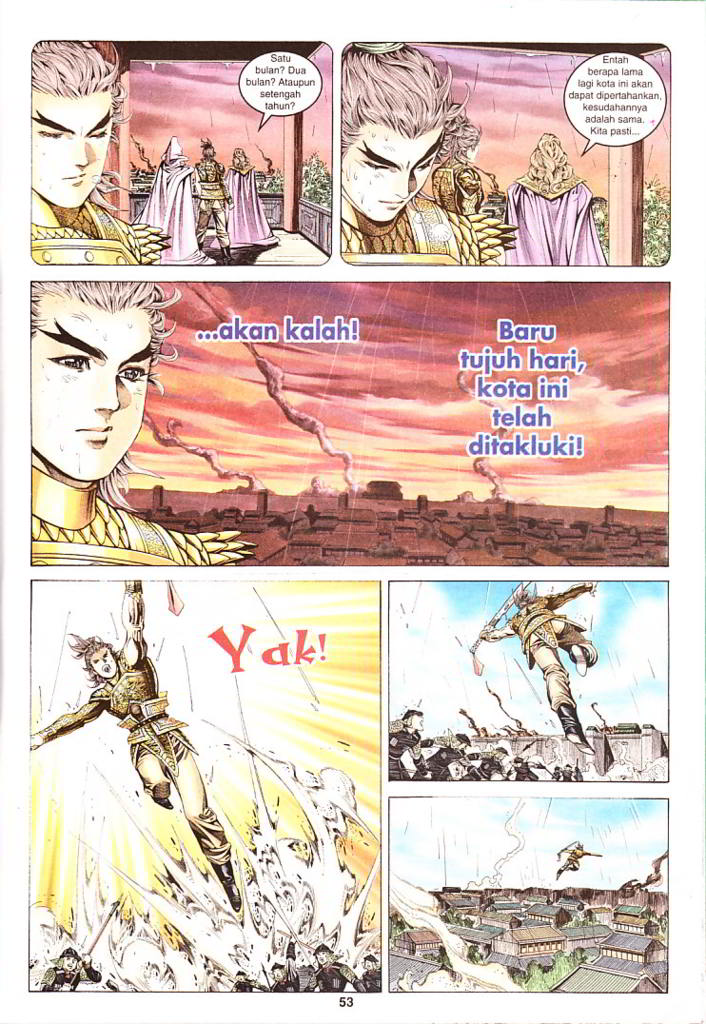 Satu
bulan? Dua
bulan? Ataupun
setengah
tahun?
Entah
berapa lama
lagi kota ini akan
dapat dipertahankan,
kesudahannya
adalah sama.
Kita pasti...
...akan kalah!
Baru
tujuh hari,
kota ini
telah
ditakluki!
Yak!
53